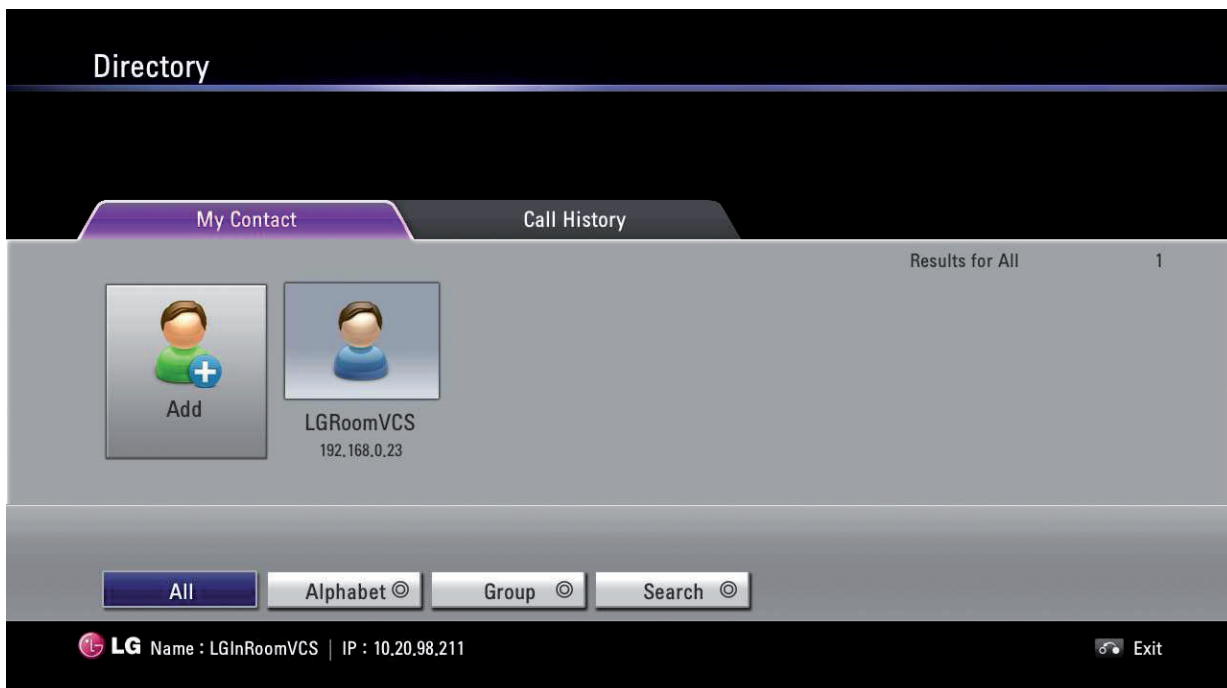 Directory
My Contact Call History
Results for All 1
Add
LGRoomVCS
192.168.0.23
All Alphabet Group Search
LG Name : LGInRoomVCS | IP : 10.20.98.211 Exit